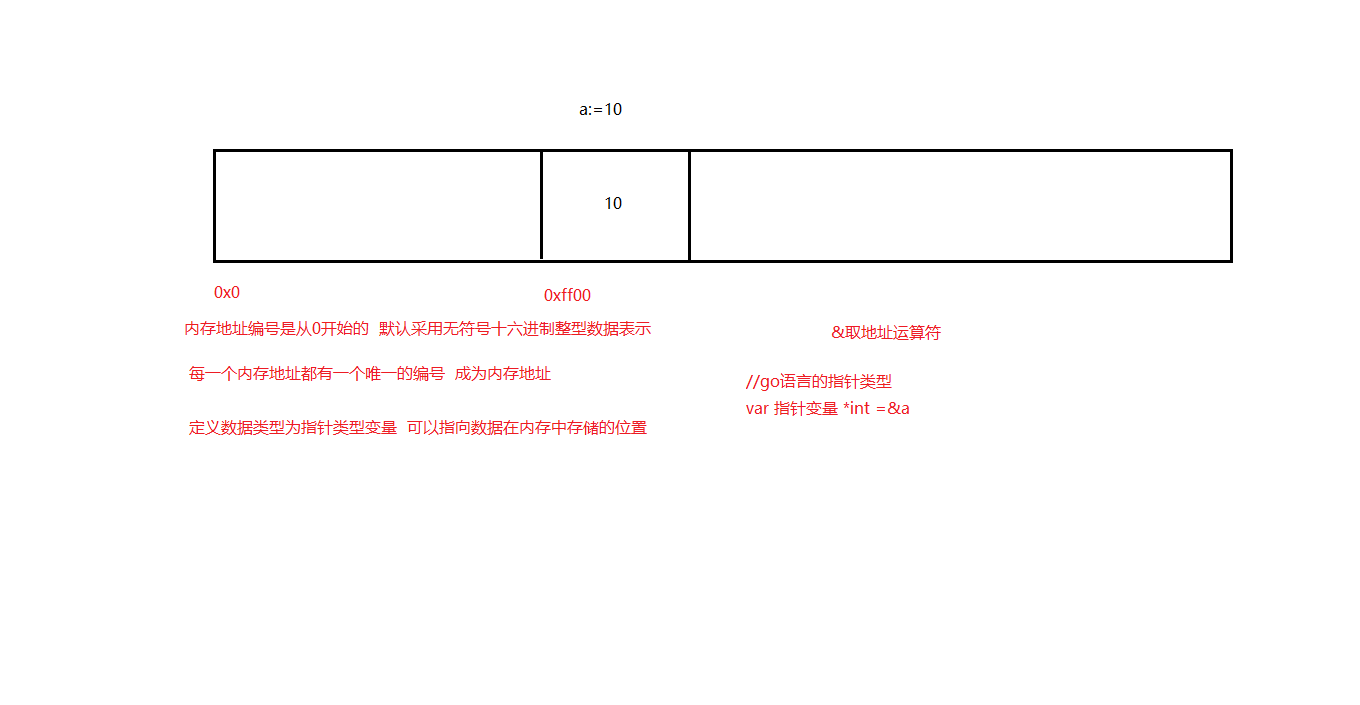 a:=10
10
0x0
0xff00
内存地址编号是从0开始的 默认采用无符号十六进制整型数据表示
&取地址运算符
每一个内存地址都有一个唯一的编号 成为内存地址
//go语言的指针类型
var 指针变量 *int =&a
定义数据类型为指针类型变量 可以指向数据在内存中存储的位置